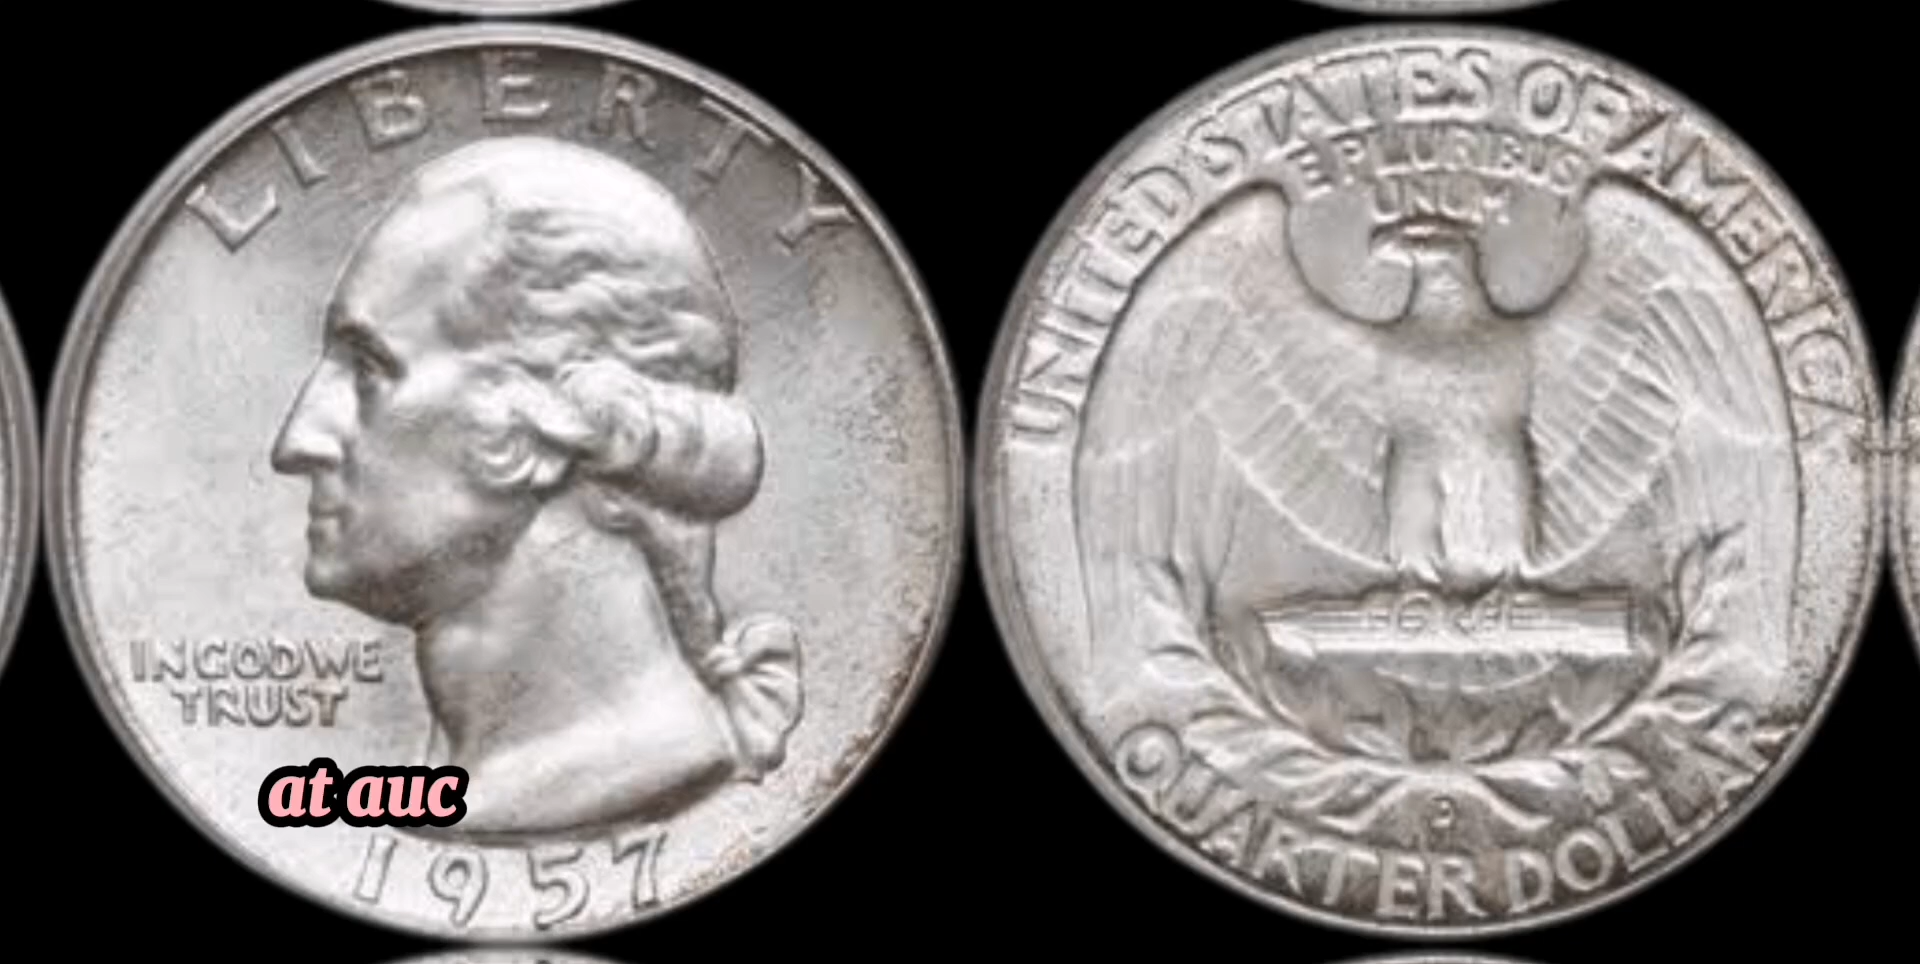 LIBERTY
IN GOD WE
TRUST
at auc
1957
UNITED STATES OF AMERICA
E PLURIBUS
UNUM
D
QUARTER DOLLAR